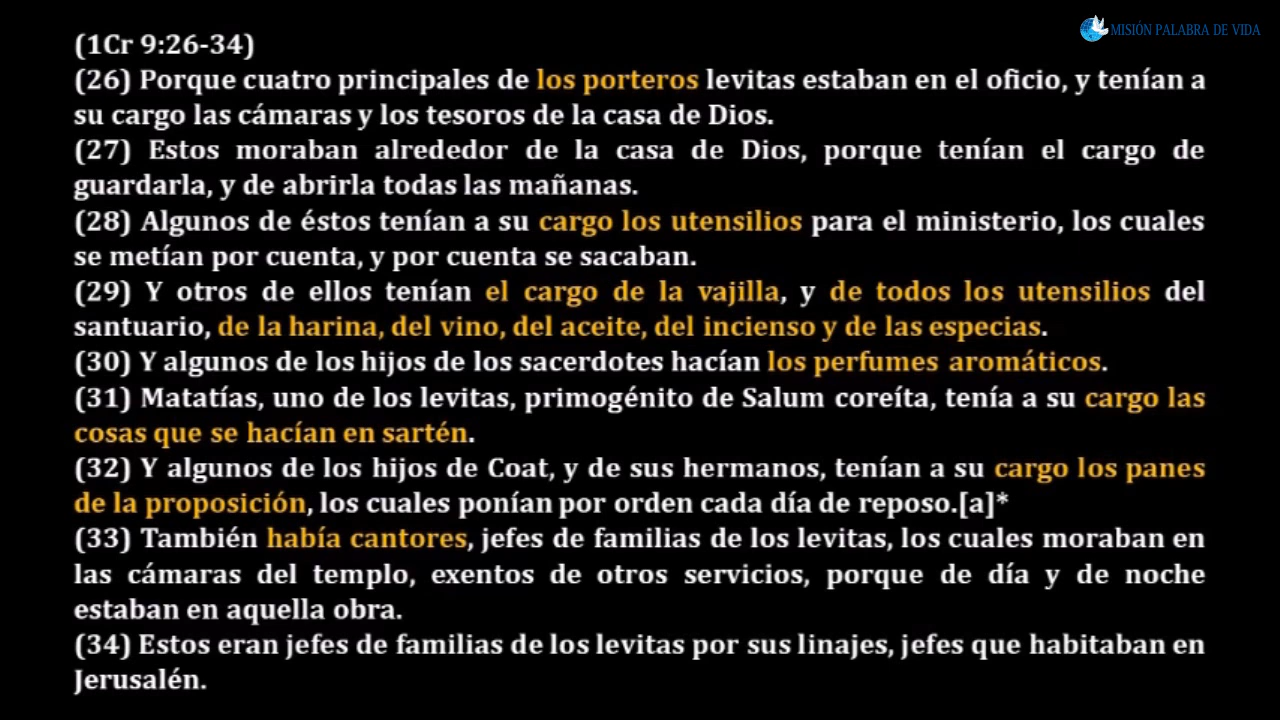 MISIÓN PALABRA DE VIDA
(1Cr 9:26-34)
(26) Porque cuatro principales de los porteros levitas estaban en el oficio, y tenían a
su cargo las cámaras y los tesoros de la casa de Dios.
(27) Estos moraban alrededor de la casa de Dios, porque tenían el cargo de
guardarla, y de abrirla todas las mañanas.
(28) Algunos de éstos tenían a su cargo los utensilios para el ministerio, los cuales
se metían por cuenta, y por cuenta se sacaban.
(29) Y otros de ellos tenían el cargo de la vajilla, y de todos los utensilios del
santuario, de la harina, del vino, del aceite, del incienso y de las especias.
(30) Y algunos de los hijos de los sacerdotes hacían los perfumes aromáticos.
(31) Matatías, uno de los levitas, primogénito de Salum coreíta, tenía a su cargo las
cosas que se hacían en sartén.
(32) Y algunos de los hijos de Coat, y de sus hermanos, tenían a su cargo los panes
de la proposición, los cuales ponían por orden cada día de reposo.[a]*
(33) También había cantores, jefes de familias de los levitas, los cuales moraban en
las cámaras del templo, exentos de otros servicios, porque de día y de noche
estaban en aquella obra.
(34) Estos eran jefes de familias de los levitas por sus linajes, jefes que habitaban en
Jerusalén.